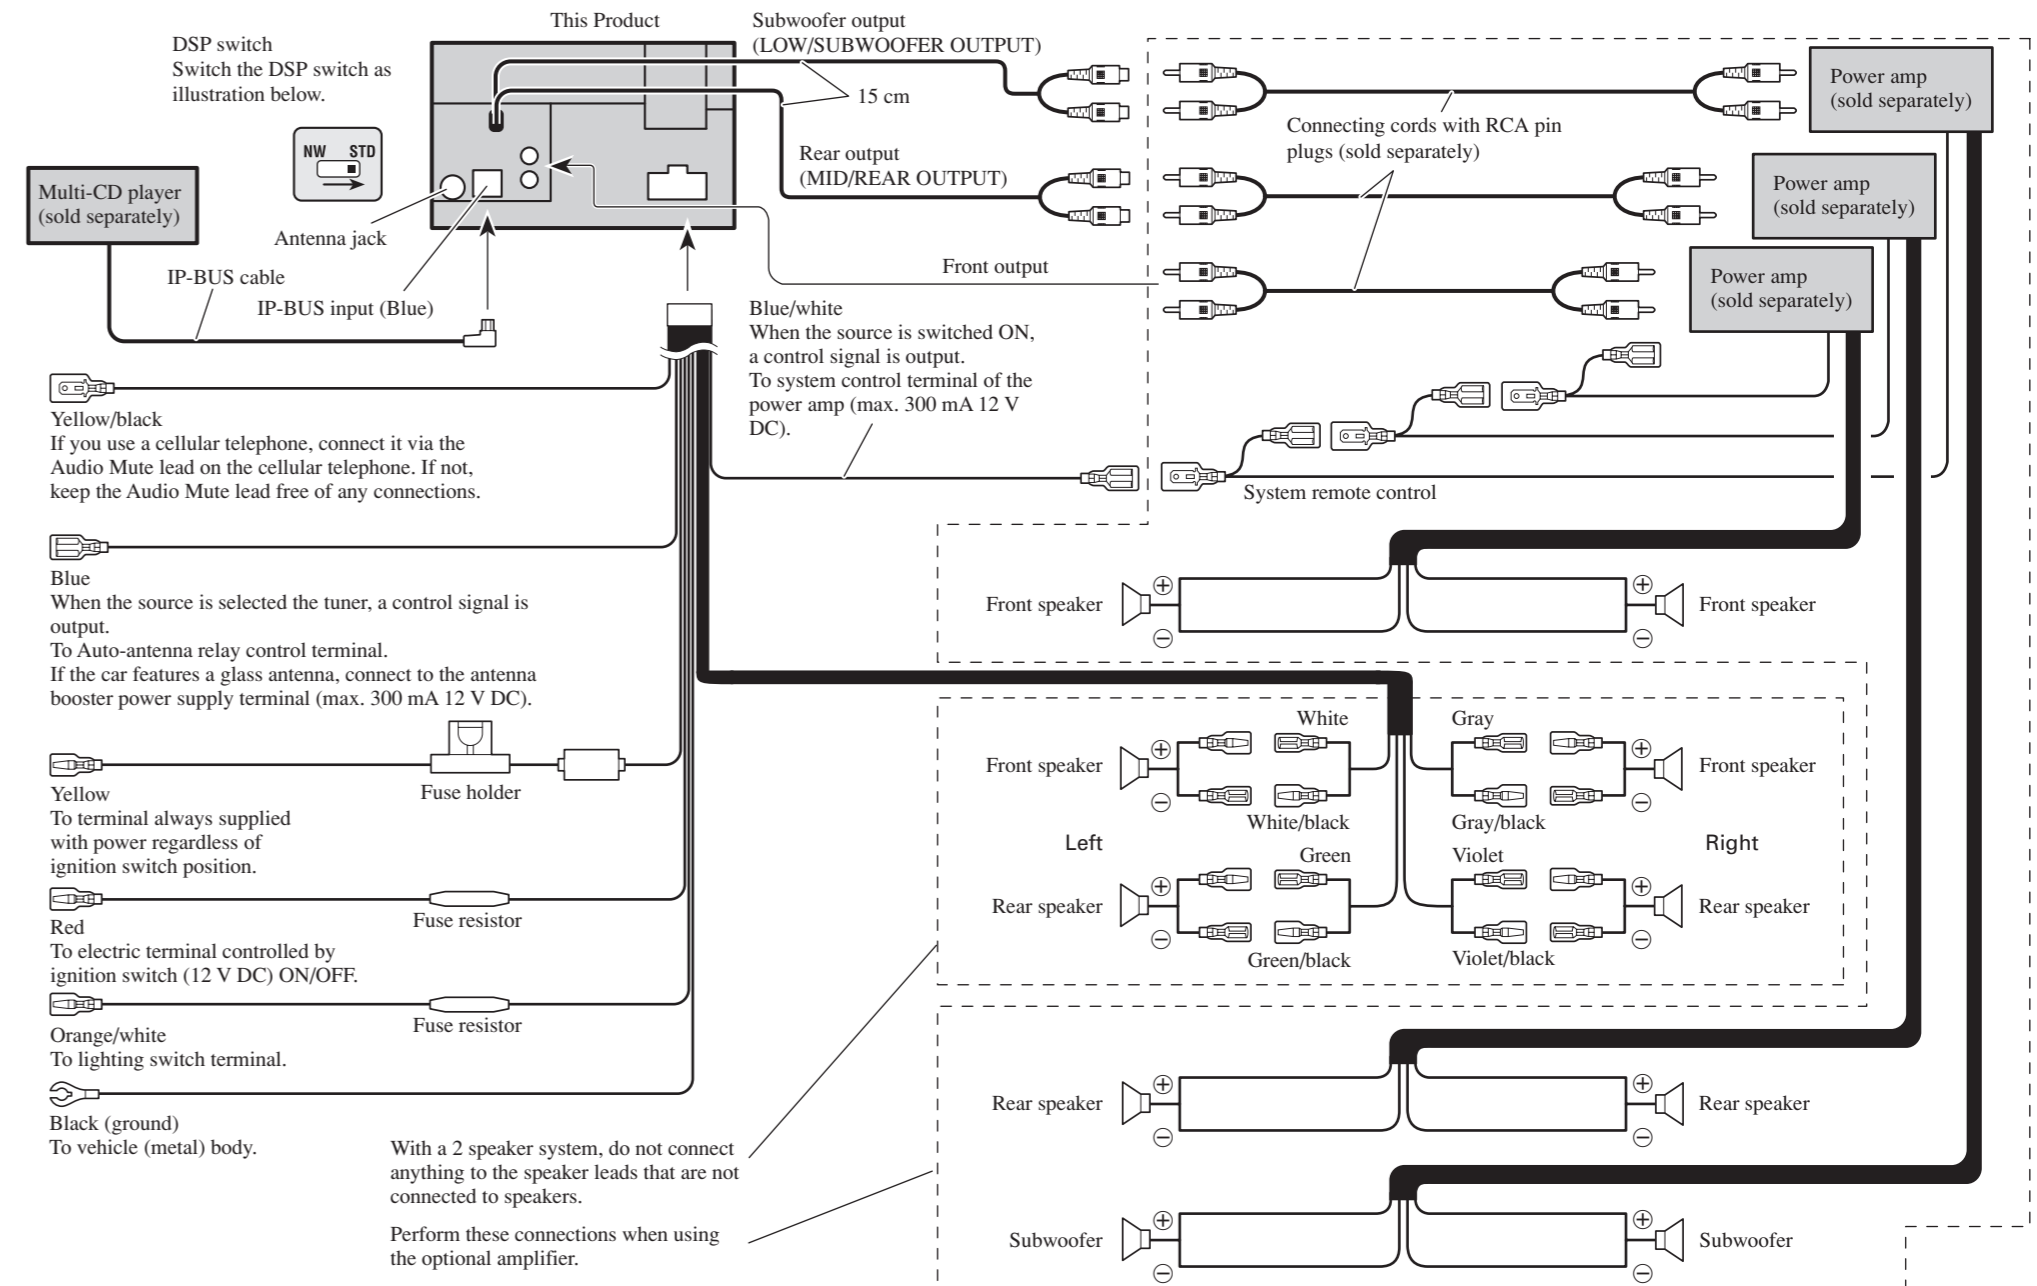 This Product
DSP switch
Switch the DSP switch as
illustration below.
NW STD
Subwoofer output
(LOW/SUBWOOFER OUTPUT)
15 cm
Rear output
(MID/REAR OUTPUT)
Connecting cords with RCA pin
plugs (sold separately)
Power amp
(sold separately)
Power amp
(sold separately)
Power amp
(sold separately)
Multi-CD player
(sold separately)
Antenna jack
IP-BUS cable
IP-BUS input (Blue)
Front output
Blue/white
When the source is switched ON,
a control signal is output.
To system control terminal of the
power amp (max. 300 mA 12 V
DC).
System remote control
Yellow/black
If you use a cellular telephone, connect it via the
Audio Mute lead on the cellular telephone. If not,
keep the Audio Mute lead free of any connections.
Blue
When the source is selected the tuner, a control signal is
output.
To Auto-antenna relay control terminal.
If the car features a glass antenna, connect to the antenna
booster power supply terminal (max. 300 mA 12 V DC).
Fuse holder
Yellow
To terminal always supplied
with power regardless of
ignition switch position.
Fuse resistor
Red
To electric terminal controlled by
ignition switch (12 V DC) ON/OFF.
Fuse resistor
Orange/white
To lighting switch terminal.
Black (ground)
To vehicle (metal) body.
With a 2 speaker system, do not connect
anything to the speaker leads that are not
connected to speakers.
Perform these connections when using
the optional amplifier.
Front speaker
⊕
⊖
⊕
⊖
Front speaker
White
Gray
Front speaker
⊕
⊖
⊕
⊖
Front speaker
White/black
Gray/black
Left
Right
Green
Violet
Rear speaker
⊕
⊖
⊕
⊖
Rear speaker
Green/black
Violet/black
Rear speaker
⊕
⊖
⊕
⊖
Rear speaker
Subwoofer
⊕
⊖
⊕
⊖
Subwoofer